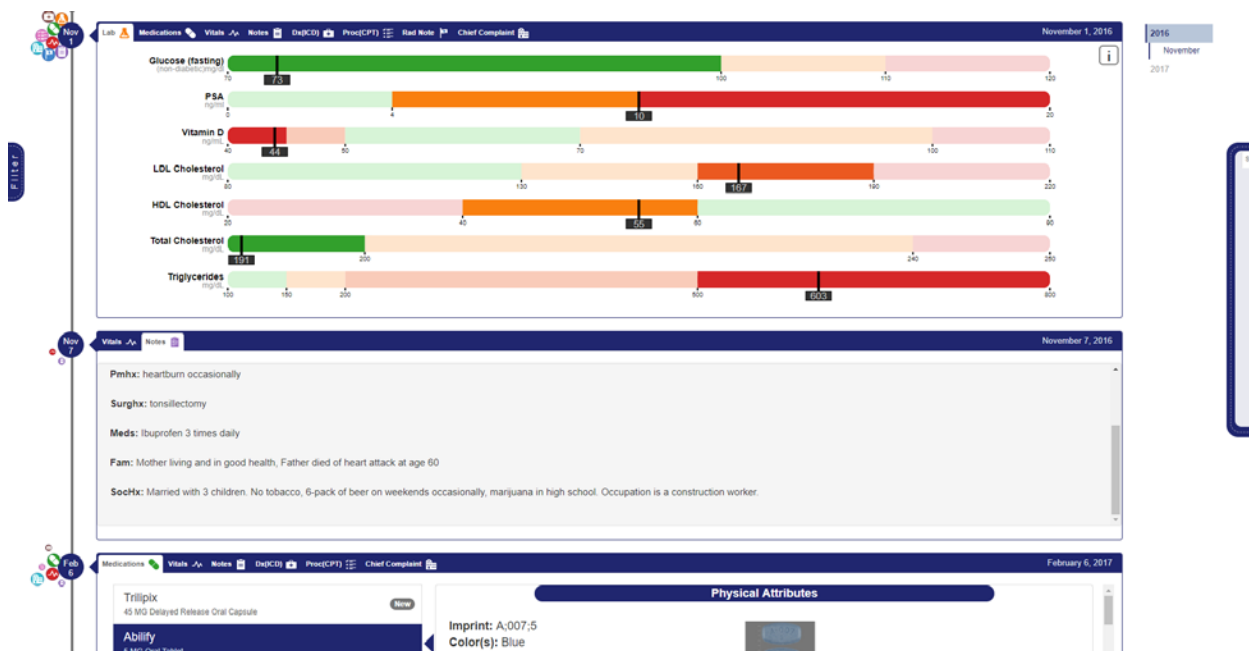 Nov
1
Lab Medications Vitals Notes Dx(ICD) Proc(CPT) Rad Note Chief Complaint November 1, 2016
i
Glucose (fasting)
(non-diabetic)mg/dl
70 73 100 110 120
PSA
ng/ml
0 4 10 20
Vitamin D
ng/mL
40 44 50 70 100 110
LDL Cholesterol
mg/dL
80 130 160 167 190 220
HDL Cholesterol
mg/dL
20 40 55 60 90
Total Cholesterol
mg/dL
191 200 240 250
Triglycerides
mg/dL
100 150 200 500 603 800
2016
November
2017
Filter
Nov
7
Vitals Notes November 7, 2016
Pmhx: heartburn occasionally
Surghx: tonsillectomy
Meds: Ibuprofen 3 times daily
Fam: Mother living and in good health, Father died of heart attack at age 60
SocHx: Married with 3 children. No tobacco, 6-pack of beer on weekends occasionally, marijuana in high school. Occupation is a construction worker.
Feb
6
Medications Vitals Notes Dx(ICD) Proc(CPT) Chief Complaint February 6, 2017
Trilipix
45 MG Delayed Release Oral Capsule
New
Abilify
5 MG Oral Tablet
Physical Attributes
Imprint: A;007;5
Color(s): Blue